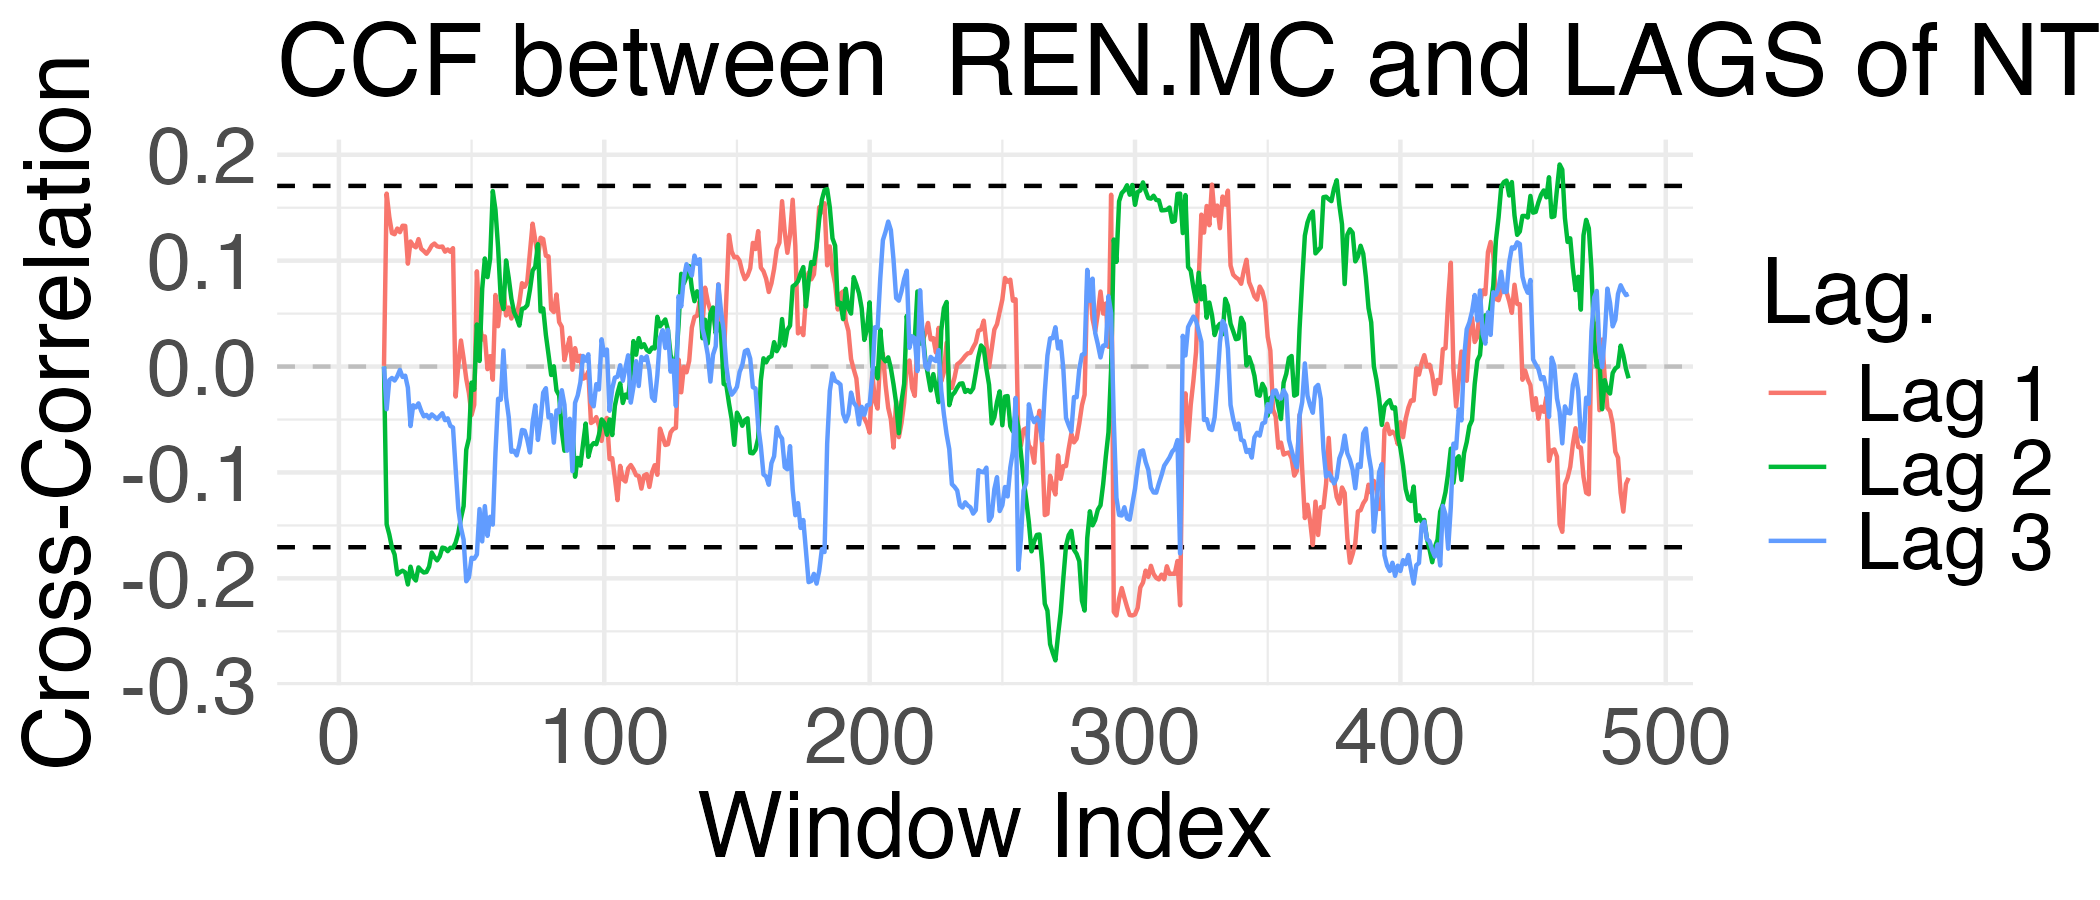 CCF between  REN.MC and LAGS of NT
Cross-Correlation
0.2
0.1
0.0
-0.1
-0.2
-0.3
0 100 200 300 400 500
Window Index
Lag.
Lag 1
Lag 2
Lag 3